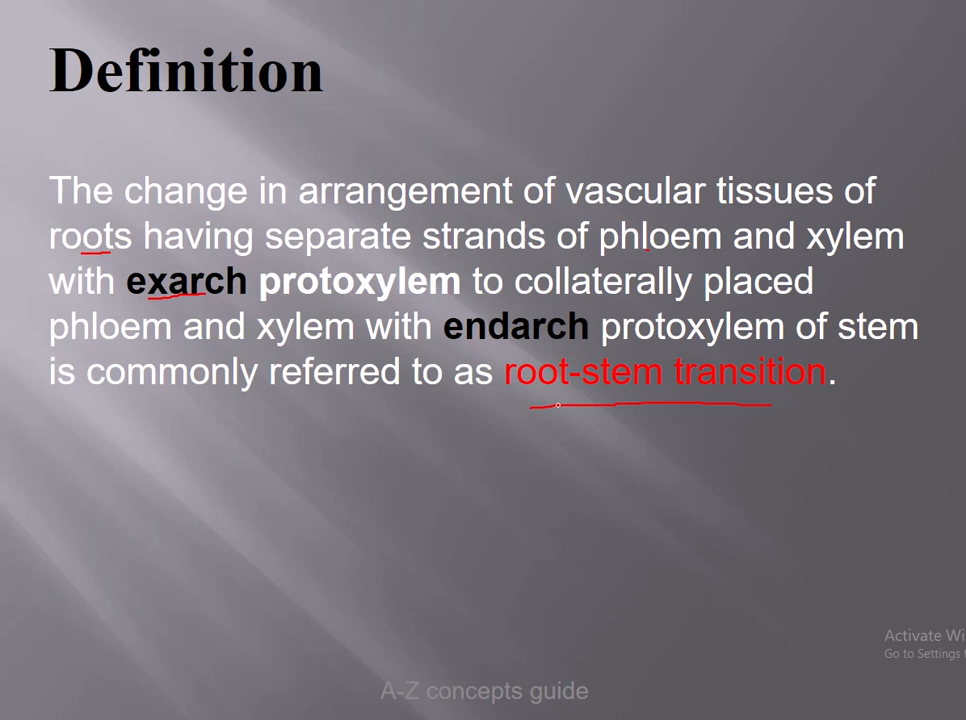 Definition
The change in arrangement of vascular tissues of
roots having separate strands of phloem and xylem
with exarch protoxylem to collaterally placed
phloem and xylem with endarch protoxylem of stem
is commonly referred to as root-stem transition.
Activate Wi
Go to Settings t
A-Z concepts guide